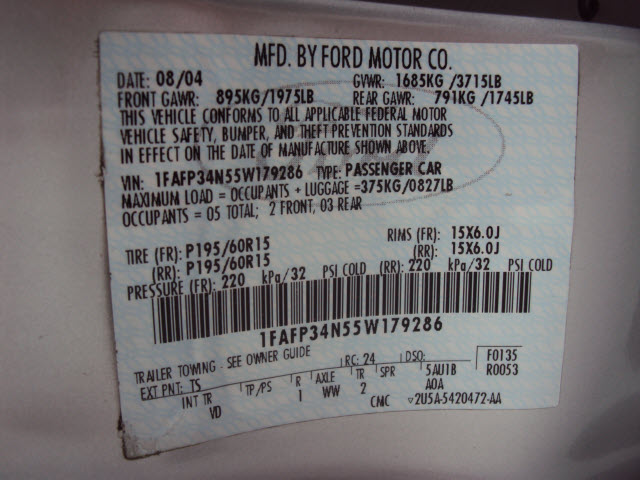 MFD. BY FORD MOTOR CO.
DATE: 08/04 GVWR: 1685KG /3715LB
FRONT GAWR: 895KG/1975LB REAR GAWR: 791KG /1745LB
THIS VEHICLE CONFORMS TO ALL APPLICABLE FEDERAL MOTOR
VEHICLE SAFETY, BUMPER, AND THEFT PREVENTION STANDARDS
IN EFFECT ON THE DATE OF MANUFACTURE SHOWN ABOVE.
VIN: 1FAFP34N55W179286 TYPE: PASSENGER CAR
MAXIMUM LOAD = OCCUPANTS + LUGGAGE =375KG/0827LB
OCCUPANTS = 05 TOTAL; 2 FRONT, 03 REAR
TIRE (FR): P195/60R15 RIMS (FR): 15X6.0J
(RR): P195/60R15 (RR): 15X6.0J
PRESSURE (FR): 220 kPa/32 PSI COLD (RR): 220 kPa/32 PSI COLD
1FAFP34N55W179286
TRAILER TOWING - SEE OWNER GUIDE RC: 24 DSO: F0135
EXT PNT: TS R0053
INT TR TP/PS R AXLE TR SPR 5AU1B
VD I WW 2 AOA
CMC ▽2U5A-5420472-AA